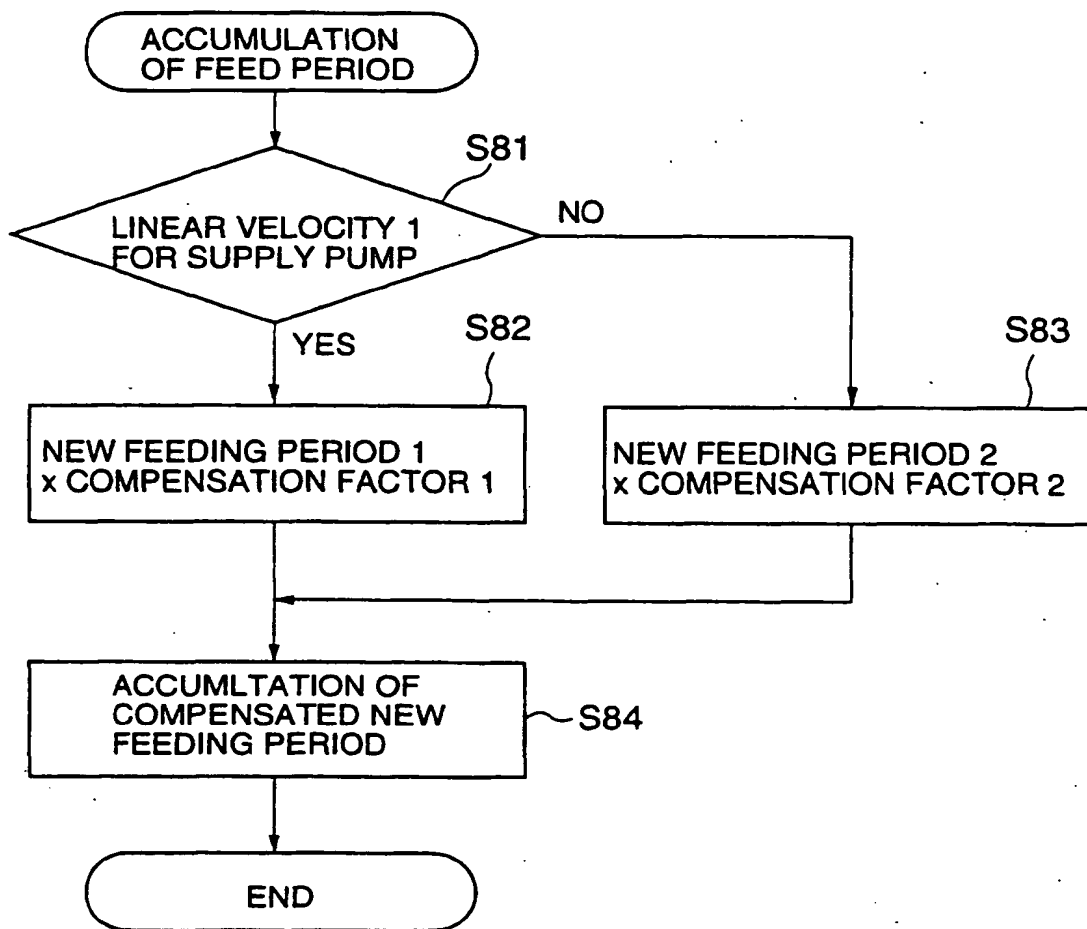 ACCUMULATION
OF FEED PERIOD
S81
LINEAR VELOCITY 1
FOR SUPPLY PUMP
NO
YES
S82
S83
NEW FEEDING PERIOD 1
x COMPENSATION FACTOR 1
NEW FEEDING PERIOD 2
x COMPENSATION FACTOR 2
ACCUMLTATION OF
COMPENSATED NEW
FEEDING PERIOD
S84
END